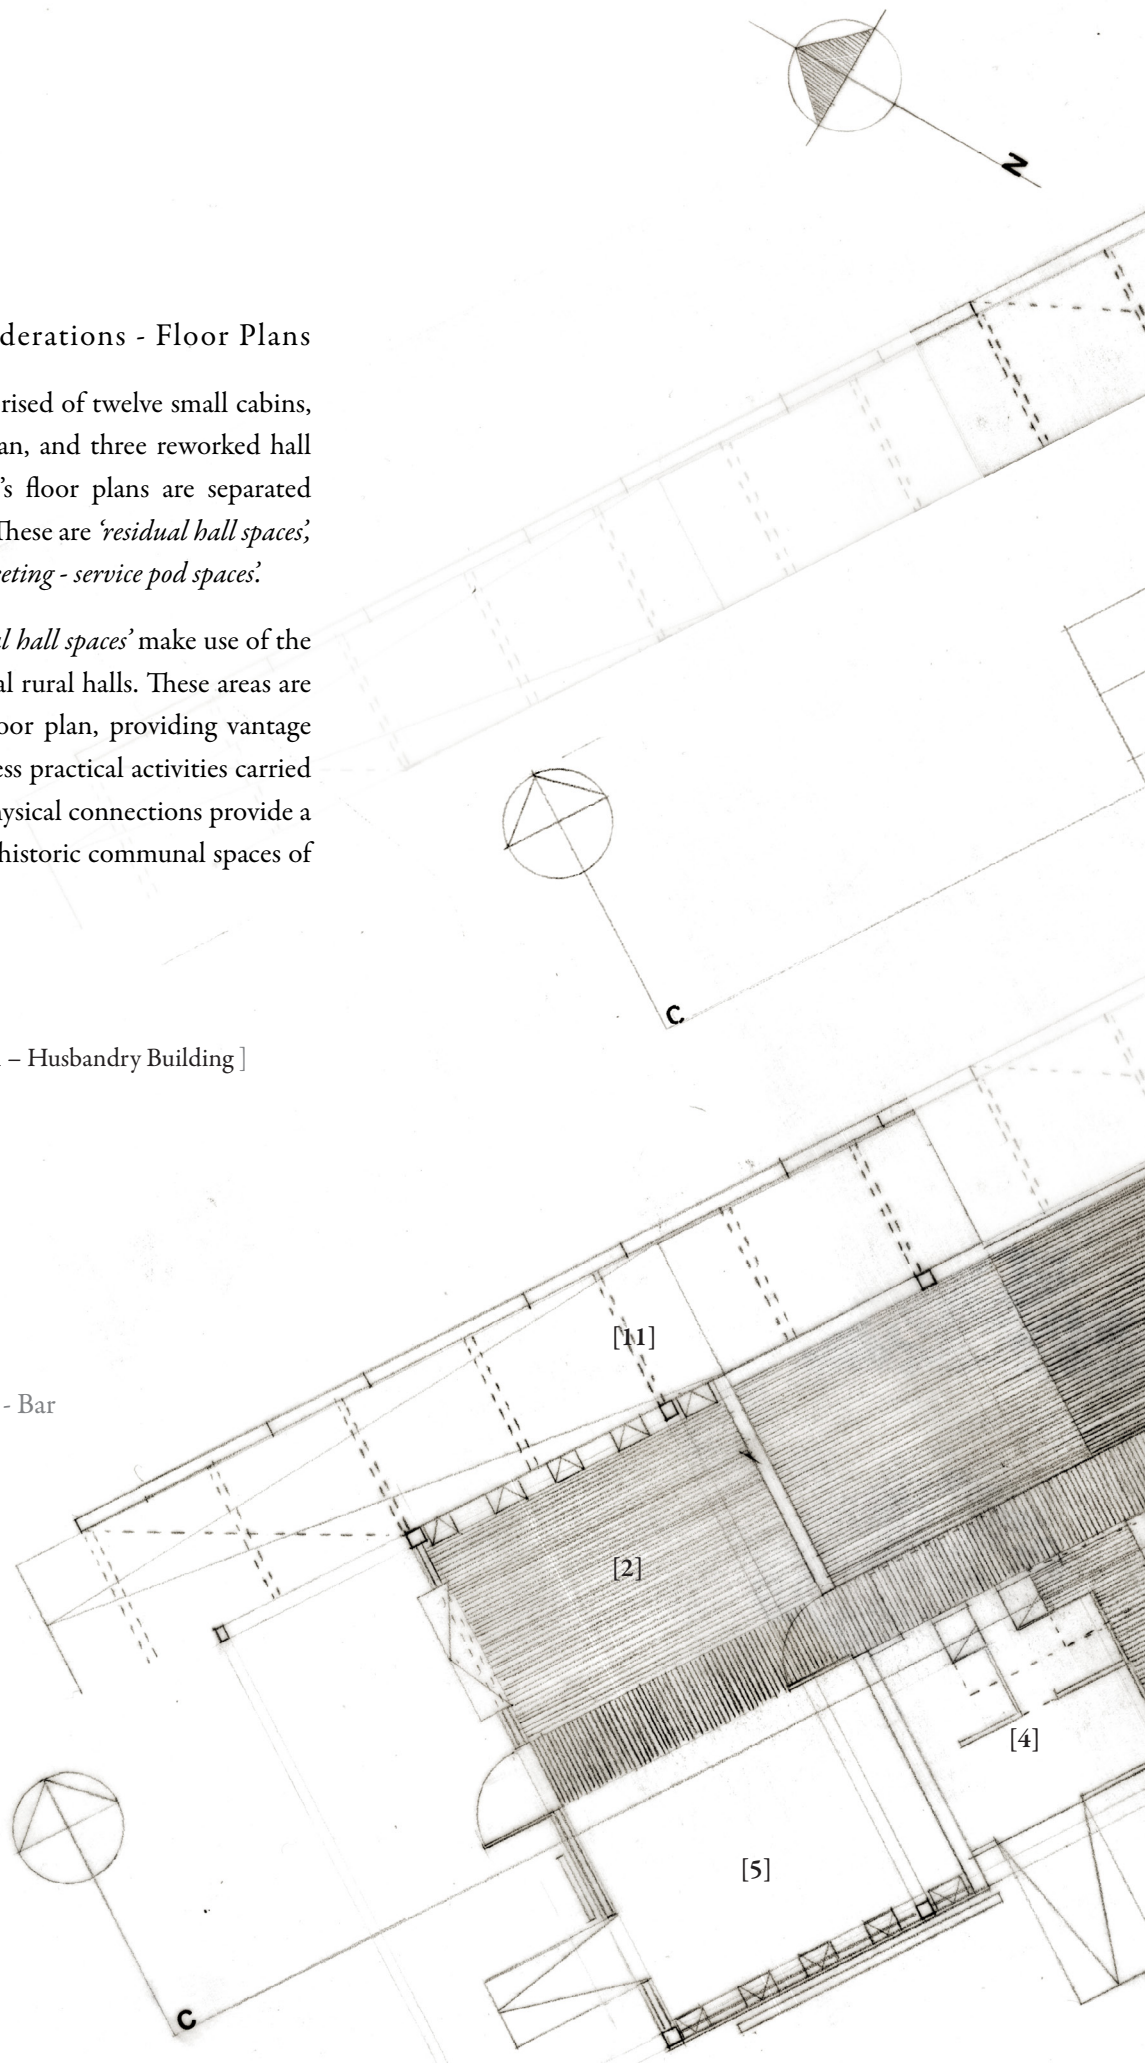 N
derations - Floor Plans
rised of twelve small cabins,
an, and three reworked hall
’s floor plans are separated
These are ‘residual hall spaces’,
eting - service pod spaces’.
l hall spaces’ make use of the
al rural halls. These areas are
oor plan, providing vantage
ess practical activities carried
hysical connections provide a
historic communal spaces of
C
– Husbandry Building ]
[11]
- Bar
[2]
[4]
[5]
C